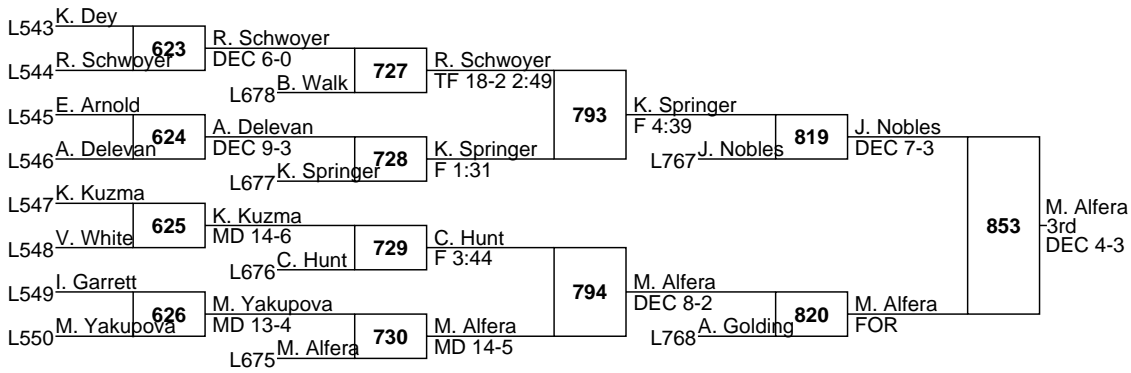 L543 K. Dey
623
L544 R. Schwoyer
R. Schwoyer
DEC 6-0
727
L678 B. Walk
R. Schwoyer
TF 18-2 2:49
793
L545 E. Arnold
624
L546 A. Delevan
A. Delevan
DEC 9-3
728
L677 K. Springer
K. Springer
F 1:31
K. Springer
F 4:39
819
L767 J. Nobles
J. Nobles
DEC 7-3
853
L547 K. Kuzma
625
L548 V. White
K. Kuzma
MD 14-6
729
L676 C. Hunt
C. Hunt
F 3:44
794
L549 I. Garrett
626
L550 M. Yakupova
M. Yakupova
MD 13-4
730
L675 M. Alfera
M. Alfera
MD 14-5
M. Alfera
DEC 8-2
820
L768 A. Golding
M. Alfera
FOR
M. Alfera
3rd
DEC 4-3